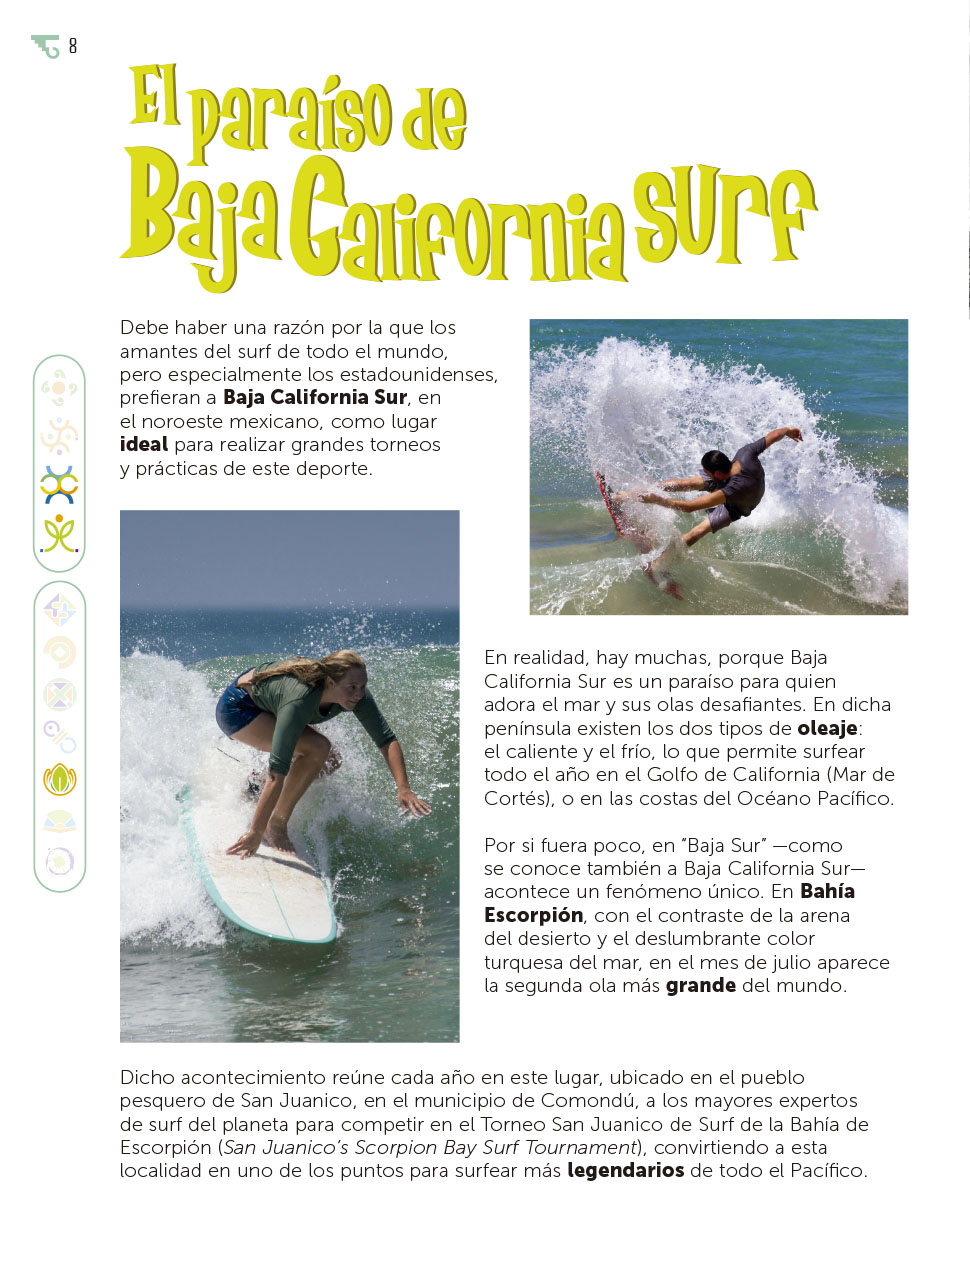 8
El paraíso de
Baja California surf
Debe haber una razón por la que los
amantes del surf de todo el mundo,
pero especialmente los estadounidenses,
prefieran a Baja California Sur, en
el noroeste mexicano, como lugar
ideal para realizar grandes torneos
y prácticas de este deporte.
En realidad, hay muchas, porque Baja
California Sur es un paraíso para quien
adora el mar y sus olas desafiantes. En dicha
península existen los dos tipos de oleaje:
el caliente y el frío, lo que permite surfear
todo el año en el Golfo de California (Mar de
Cortés), o en las costas del Océano Pacífico.
Por si fuera poco, en “Baja Sur” —como
se conoce también a Baja California Sur—
acontece un fenómeno único. En Bahía
Escorpión, con el contraste de la arena
del desierto y el deslumbrante color
turquesa del mar, en el mes de julio aparece
la segunda ola más grande del mundo.
Dicho acontecimiento reúne cada año en este lugar, ubicado en el pueblo
pesquero de San Juanico, en el municipio de Comondú, a los mayores expertos
de surf del planeta para competir en el Torneo San Juanico de Surf de la Bahía de
Escorpión (San Juanico’s Scorpion Bay Surf Tournament), convirtiendo a esta
localidad en uno de los puntos para surfear más legendarios de todo el Pacífico.